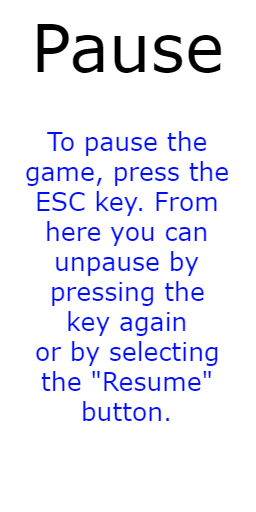 Pause
To pause the
game, press the
ESC key. From
here you can
unpause by
pressing the
key again
or by selecting
the "Resume"
button.